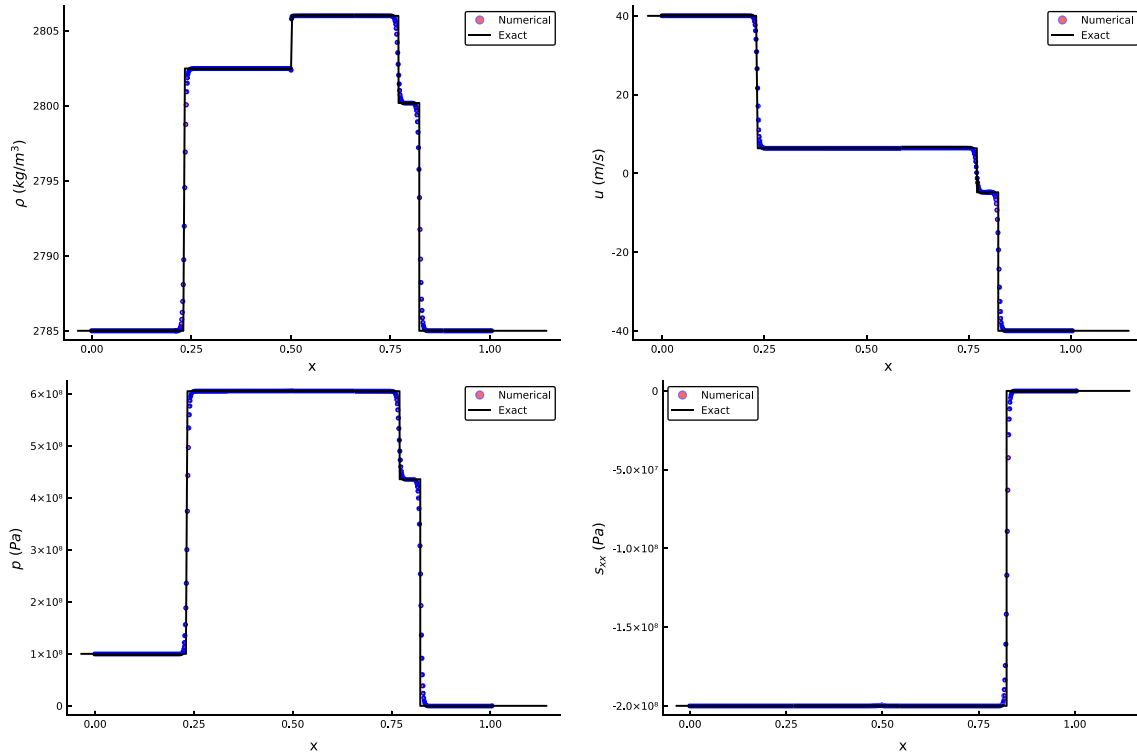 2805
2800
2795
2790
2785
ρ (kg/m³)
0.00 0.25 0.50 0.75 1.00
x
Numerical
Exact
40
20
0
-20
-40
u (m/s)
0.00 0.25 0.50 0.75 1.00
x
Numerical
Exact
6×10⁸
5×10⁸
4×10⁸
3×10⁸
2×10⁸
1×10⁸
0
p (Pa)
0.00 0.25 0.50 0.75 1.00
x
Numerical
Exact
0
-5.0×10⁷
-1.0×10⁸
-1.5×10⁸
-2.0×10⁸
sₓₓ (Pa)
0.00 0.25 0.50 0.75 1.00
x
Numerical
Exact